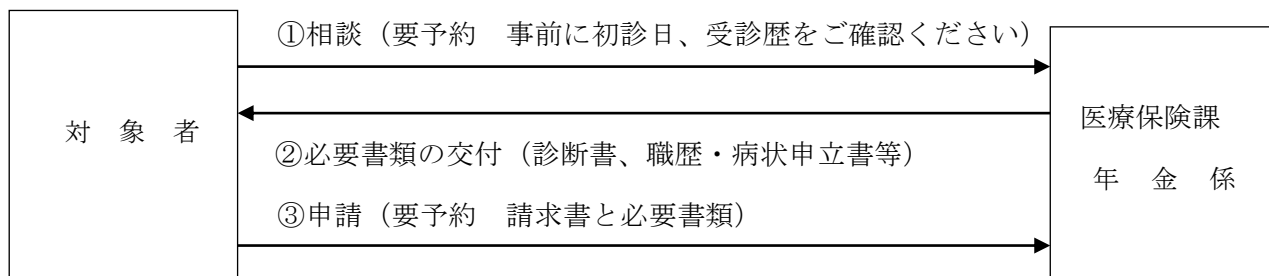 ①相談（要予約　事前に初診日、受診歴をご確認ください）
対　象　者
医療保険課
年　金　係
②必要書類の交付（診断書、職歴・病状申立書等）
③申請（要予約　請求書と必要書類）